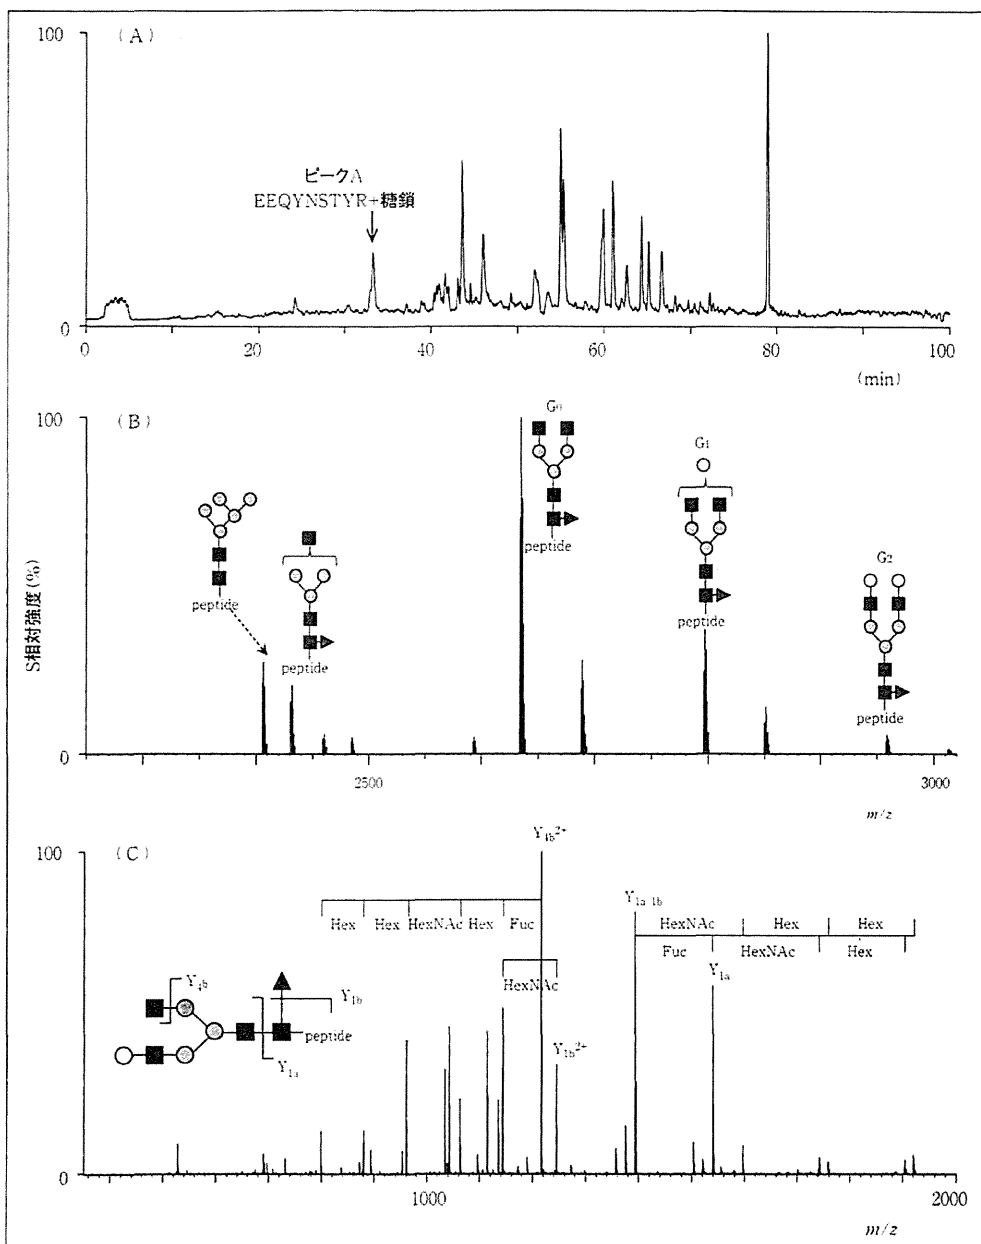 (A)
100
ピークA
EEQYNSTYR+糖鎖
0
0 20 40 60 80 100
(min)
(B)
100
G0
G1
G2
peptide
peptide
peptide
peptide
peptide
S相対強度(%)
0
2500 3000
m/z
(C)
100
Y4b2+
Hex Hex HexNAc Hex Fuc
Y1a 1b
HexNAc Hex Hex
Fuc HexNAc Hex
HexNAc
Y1a
Y4b
Y1b
peptide
Y1a
Y1b2+
0
1000 2000
m/z